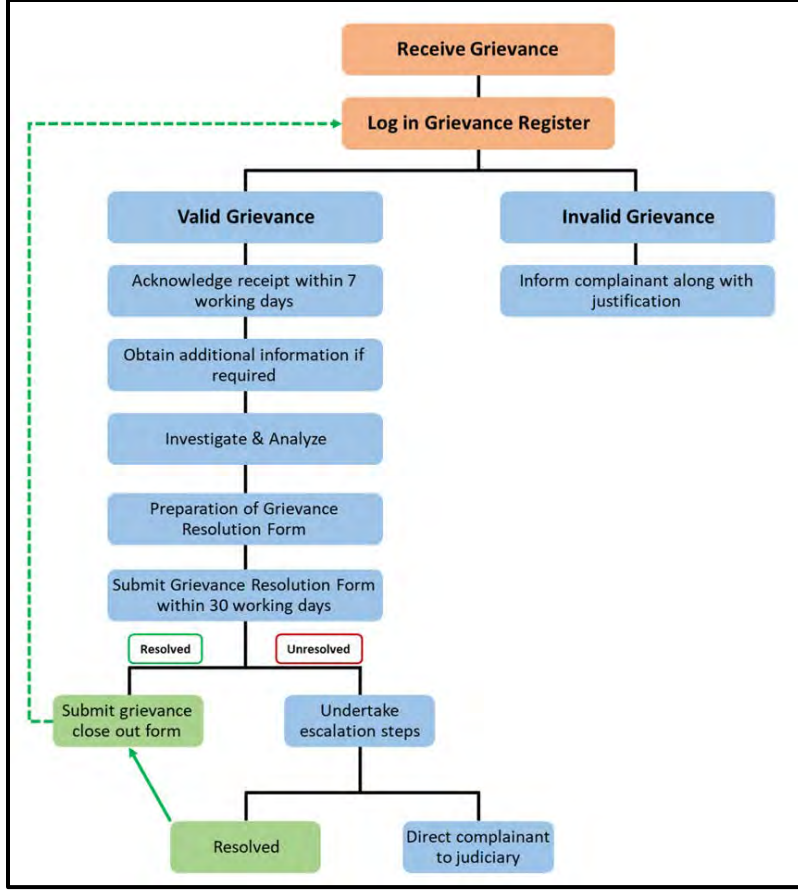 Receive Grievance
Log in Grievance Register
Valid Grievance
Invalid Grievance
Acknowledge receipt within 7
working days
Inform complainant along with
justification
Obtain additional information if
required
Investigate & Analyze
Preparation of Grievance
Resolution Form
Submit Grievance Resolution Form
within 30 working days
Resolved
Unresolved
Submit grievance
close out form
Undertake
escalation steps
Resolved
Direct complainant
to judiciary